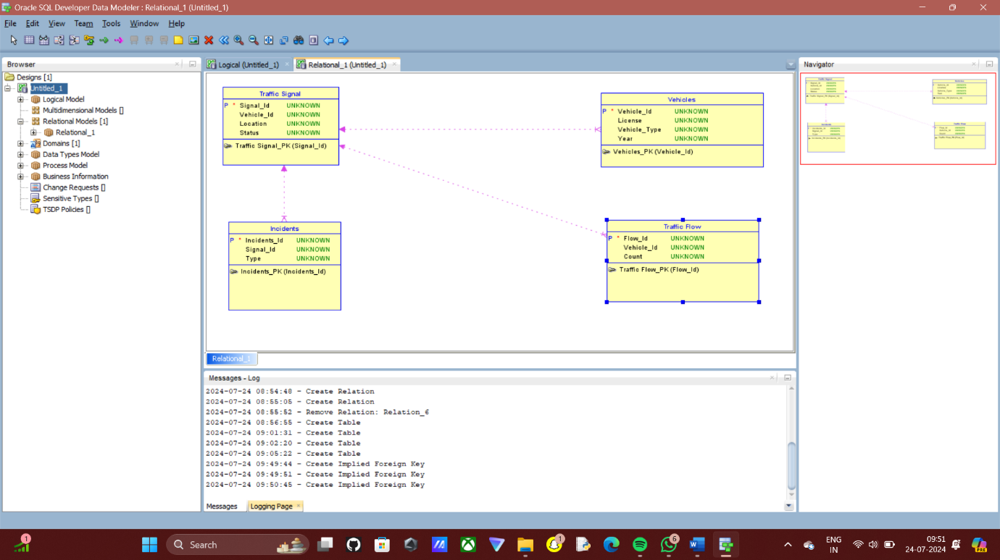 Oracle SQL Developer Data Modeler : Relational_1 (Untitled_1)
File Edit View Team Tools Window Help
Browser
Designs [1]
Untitled_1
Logical Model
Multidimensional Models []
Relational Models [1]
Relational_1
Domains [1]
Data Types Model
Process Model
Business Information
Change Requests []
Sensitive Types []
TSDP Policies []
Logical (Untitled_1)
Relational_1 (Untitled_1)
Traffic Signal
P * Signal_Id UNKNOWN
Vehicle_Id UNKNOWN
Location UNKNOWN
Status UNKNOWN
Traffic Signal_PK (Signal_Id)
Vehicles
P * Vehicle_Id UNKNOWN
License UNKNOWN
Vehicle_Type UNKNOWN
Year UNKNOWN
Vehicles_PK (Vehicle_Id)
Incidents
P * Incidents_Id UNKNOWN
Signal_Id UNKNOWN
Type UNKNOWN
Incidents_PK (Incidents_Id)
Traffic Flow
P * Flow_Id UNKNOWN
Vehicle_Id UNKNOWN
Count UNKNOWN
Traffic Flow_PK (Flow_Id)
Relational_1
Messages - Log
2024-07-24 08:54:48 - Create Relation
2024-07-24 08:55:05 - Create Relation
2024-07-24 08:55:52 - Remove Relation: Relation_6
2024-07-24 08:56:55 - Create Table
2024-07-24 09:01:31 - Create Table
2024-07-24 09:02:20 - Create Table
2024-07-24 09:05:22 - Create Table
2024-07-24 09:49:44 - Create Implied Foreign Key
2024-07-24 09:49:51 - Create Implied Foreign Key
2024-07-24 09:50:45 - Create Implied Foreign Key
Messages
Logging Page
Navigator
1
Search
1
6
ENG
IN
09:51
24-07-2024
PRE